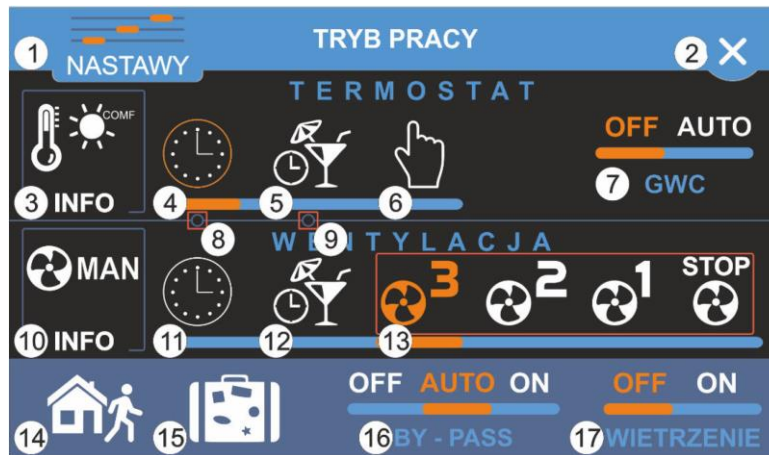 TRYB PRACY
1 NASTAWY 2
TERMOSTAT
COMF
OFF AUTO
3 INFO 4 5 6 7 GWC
8 9
WENTYLACJA
MAN 3 2 1 STOP
10 INFO 11 12 13
OFF AUTO ON OFF ON
14 15 16 BY - PASS 17 WIETRZENIE